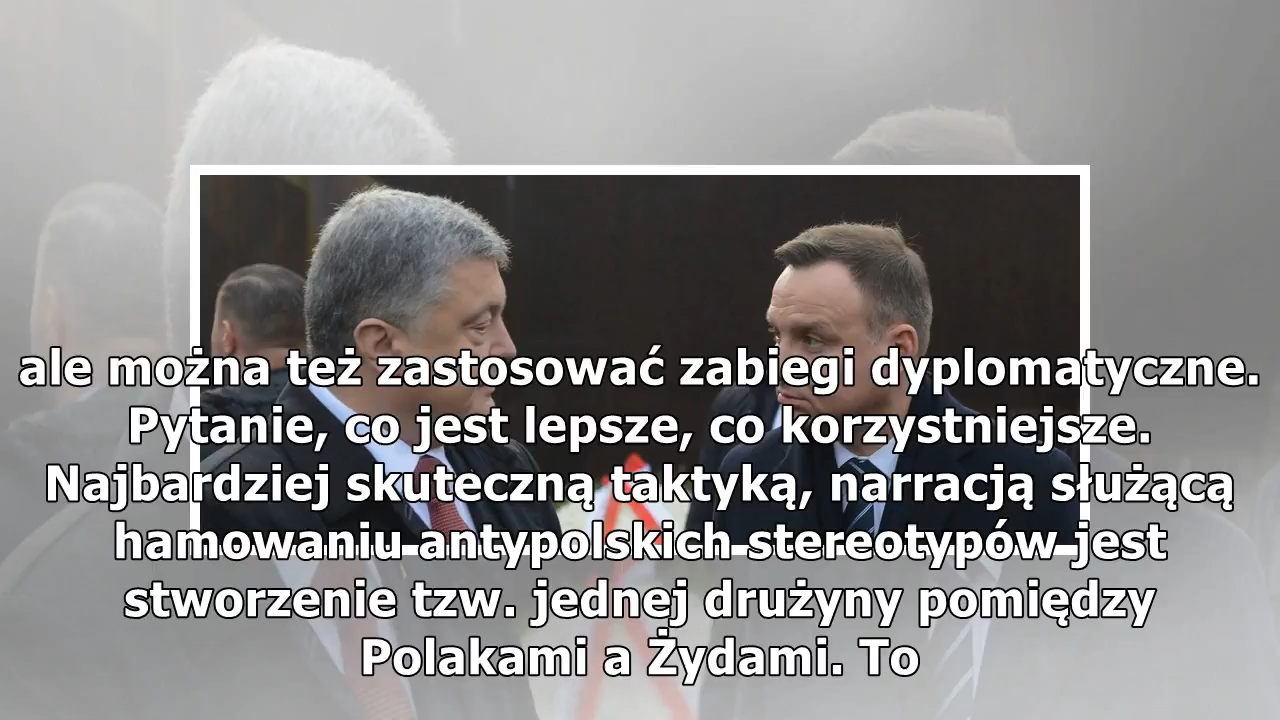 ale można też zastosować zabiegi dyplomatyczne.
Pytanie, co jest lepsze, co korzystniejsze.
Najbardziej skuteczną taktyką, narracją służącą
hamowaniu antypolskich stereotypów jest
stworzenie tzw. jednej drużyny pomiędzy
Polakami a Żydami. To